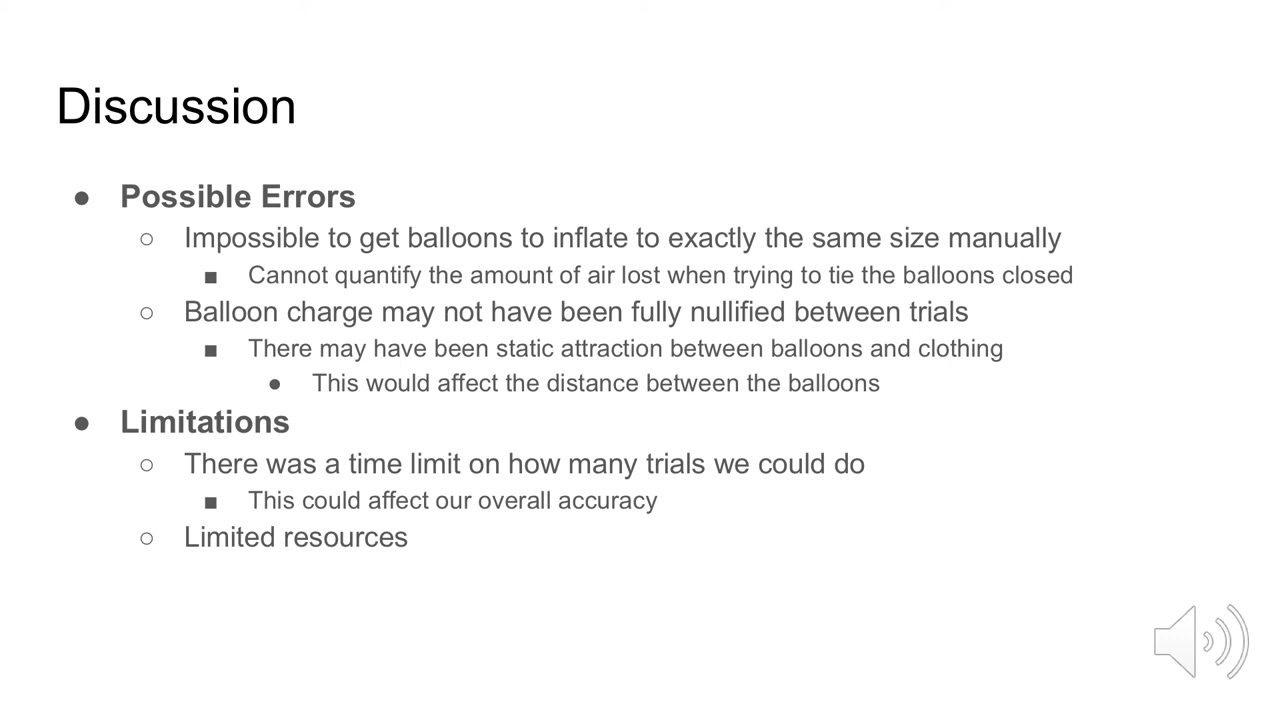 Discussion
● Possible Errors
○ Impossible to get balloons to inflate to exactly the same size manually
■ Cannot quantify the amount of air lost when trying to tie the balloons closed
○ Balloon charge may not have been fully nullified between trials
■ There may have been static attraction between balloons and clothing
● This would affect the distance between the balloons
● Limitations
○ There was a time limit on how many trials we could do
■ This could affect our overall accuracy
○ Limited resources